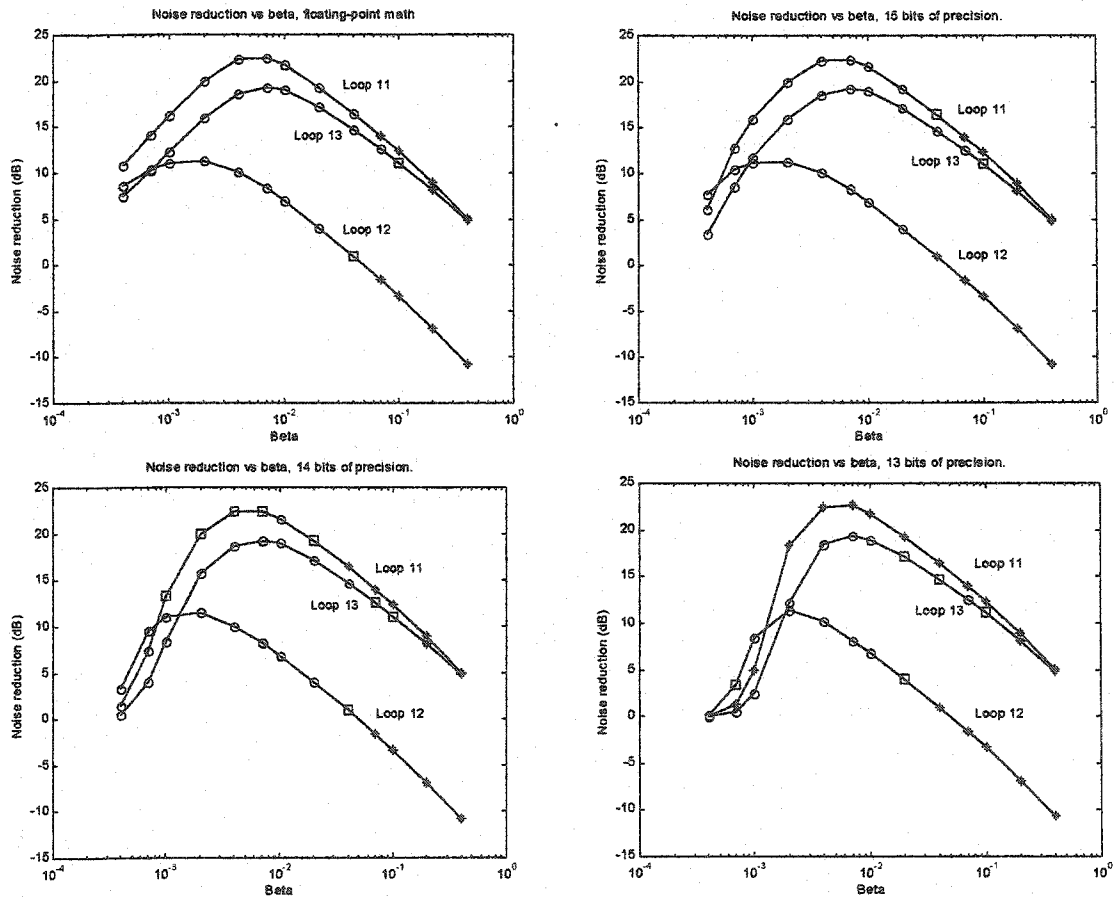 Noise reduction vs beta, floating-point math
25
20
15
10
5
0
-5
-10
-15
Noise reduction (dB)
Loop 11
Loop 13
Loop 12
10^-4
10^-3
10^-2
10^-1
10^0
Beta
Noise reduction vs beta, 15 bits of precision.
25
20
15
10
5
0
-5
-10
-15
Noise reduction (dB)
Loop 11
Loop 13
Loop 12
10^-4
10^-3
10^-2
10^-1
10^0
Beta
Noise reduction vs beta, 14 bits of precision.
25
20
15
10
5
0
-5
-10
-15
Noise reduction (dB)
Loop 11
Loop 13
Loop 12
10^-4
10^-3
10^-2
10^-1
10^0
Beta
Noise reduction vs beta, 13 bits of precision.
25
20
15
10
5
0
-5
-10
-15
Noise reduction (dB)
Loop 11
Loop 13
Loop 12
10^-4
10^-3
10^-2
10^-1
10^0
Beta